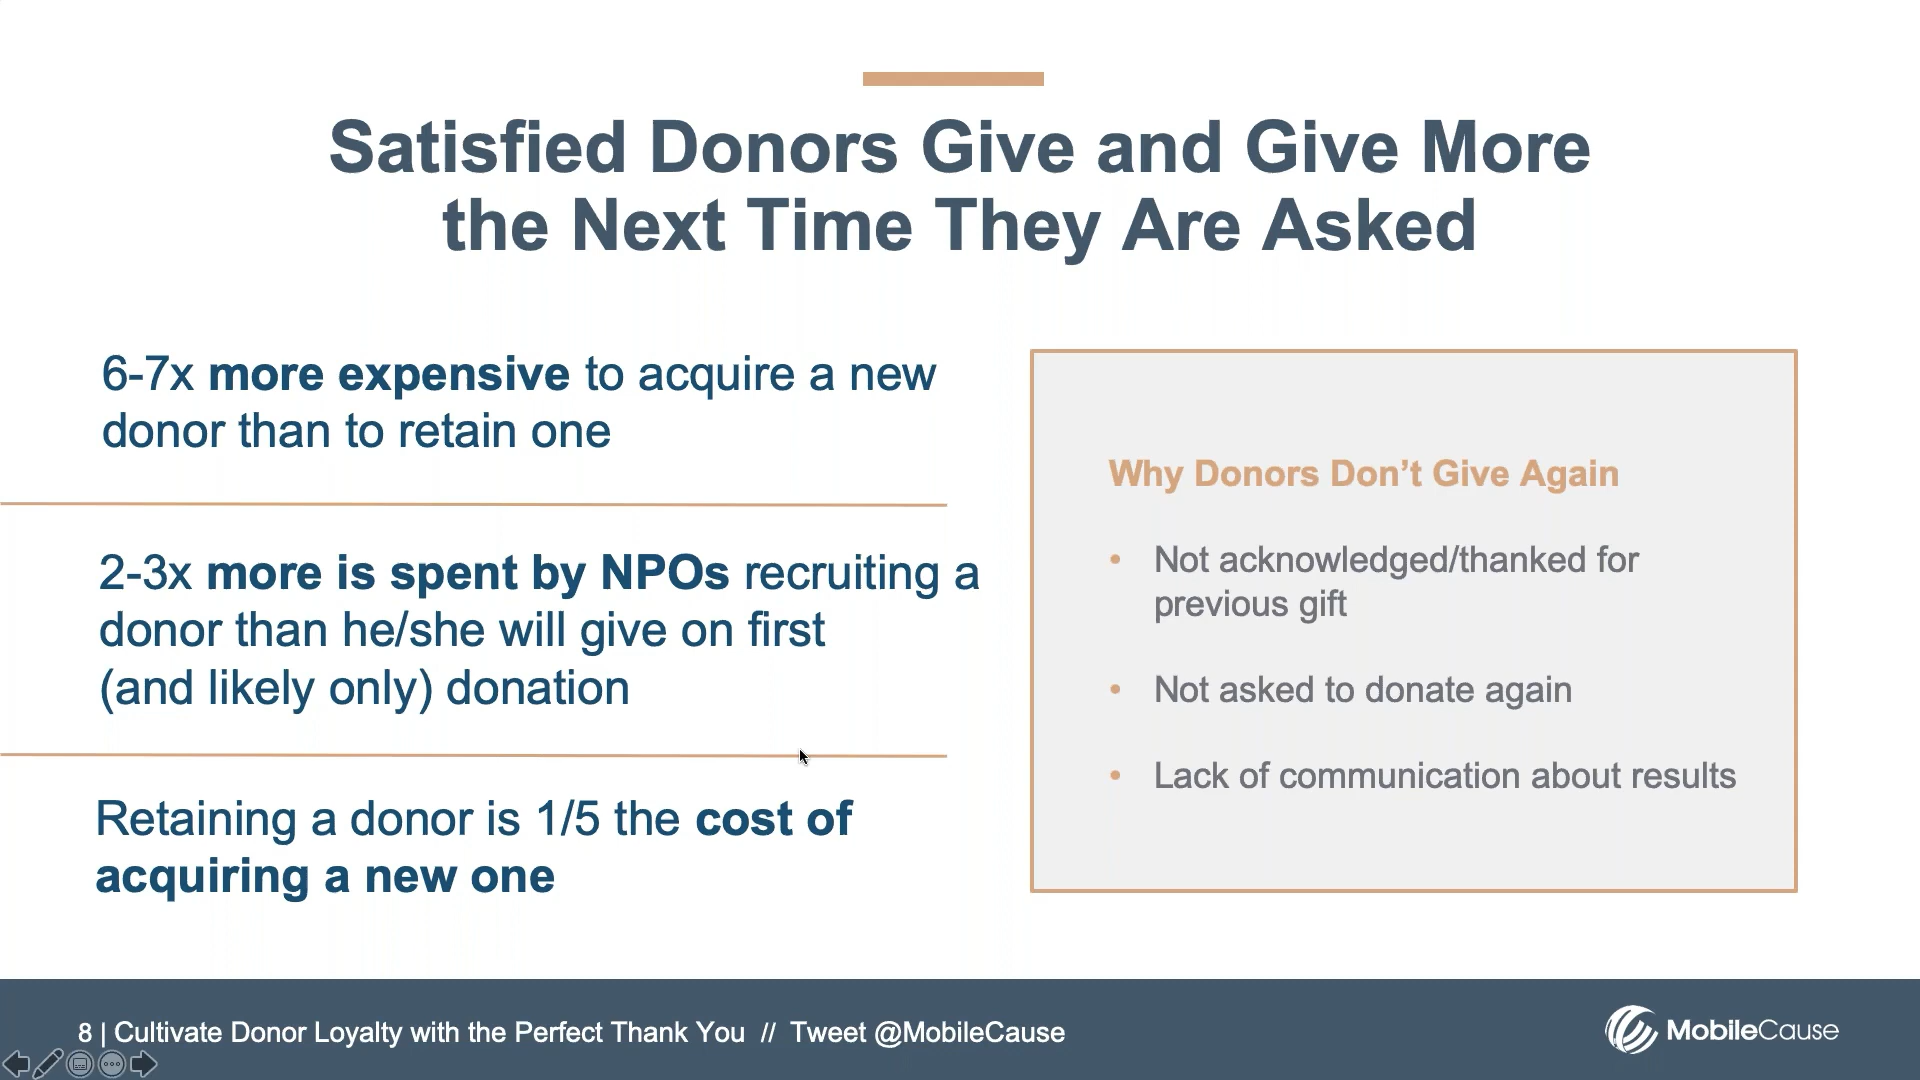 Satisfied Donors Give and Give More
the Next Time They Are Asked
6-7x more expensive to acquire a new
donor than to retain one
2-3x more is spent by NPOs recruiting a
donor than he/she will give on first
(and likely only) donation
Retaining a donor is 1/5 the cost of
acquiring a new one
Why Donors Don’t Give Again
• Not acknowledged/thanked for
previous gift
• Not asked to donate again
• Lack of communication about results
8 | Cultivate Donor Loyalty with the Perfect Thank You // Tweet @MobileCause
MobileCause